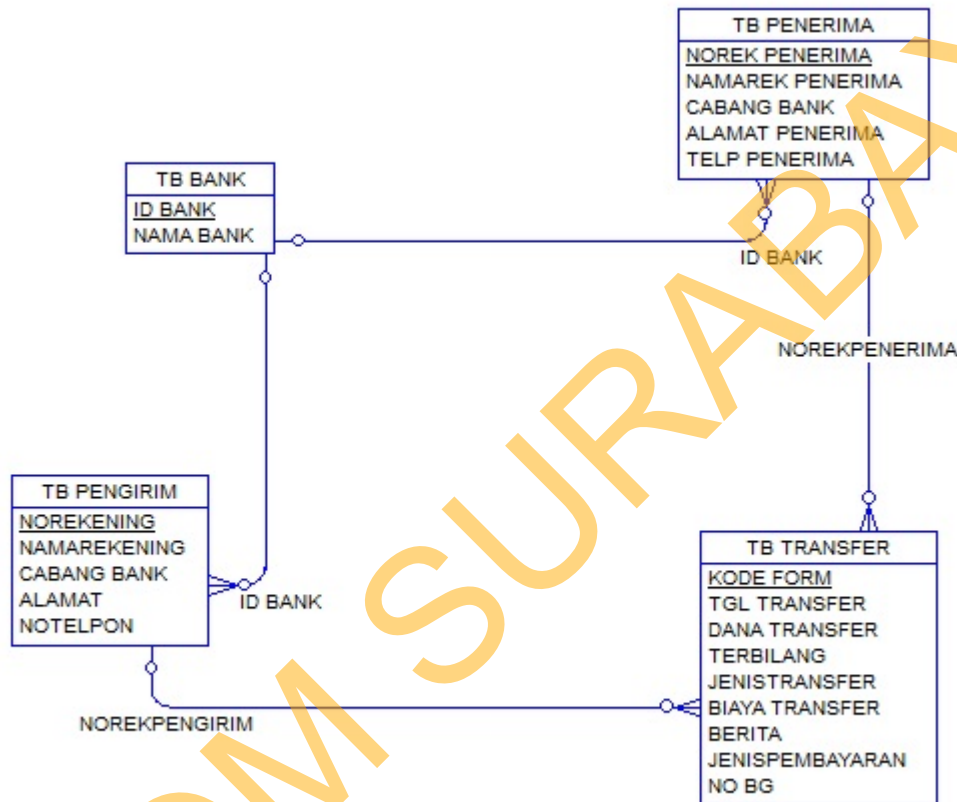 TB PENERIMA
NOREK PENERIMA
NAMAREK PENERIMA
CABANG BANK
ALAMAT PENERIMA
TELP PENERIMA
TB BANK
ID BANK
NAMA BANK
ID BANK
NOREKPENERIMA
TB PENGIRIM
NOREKENING
NAMAREKENING
CABANG BANK
ALAMAT
NOTELPON
ID BANK
NOREKPENGIRIM
TB TRANSFER
KODE FORM
TGL TRANSFER
DANA TRANSFER
TERBILANG
JENISTRANSFER
BIAYA TRANSFER
BERITA
JENISPEMBAYARAN
NO BG
OM SURABAY